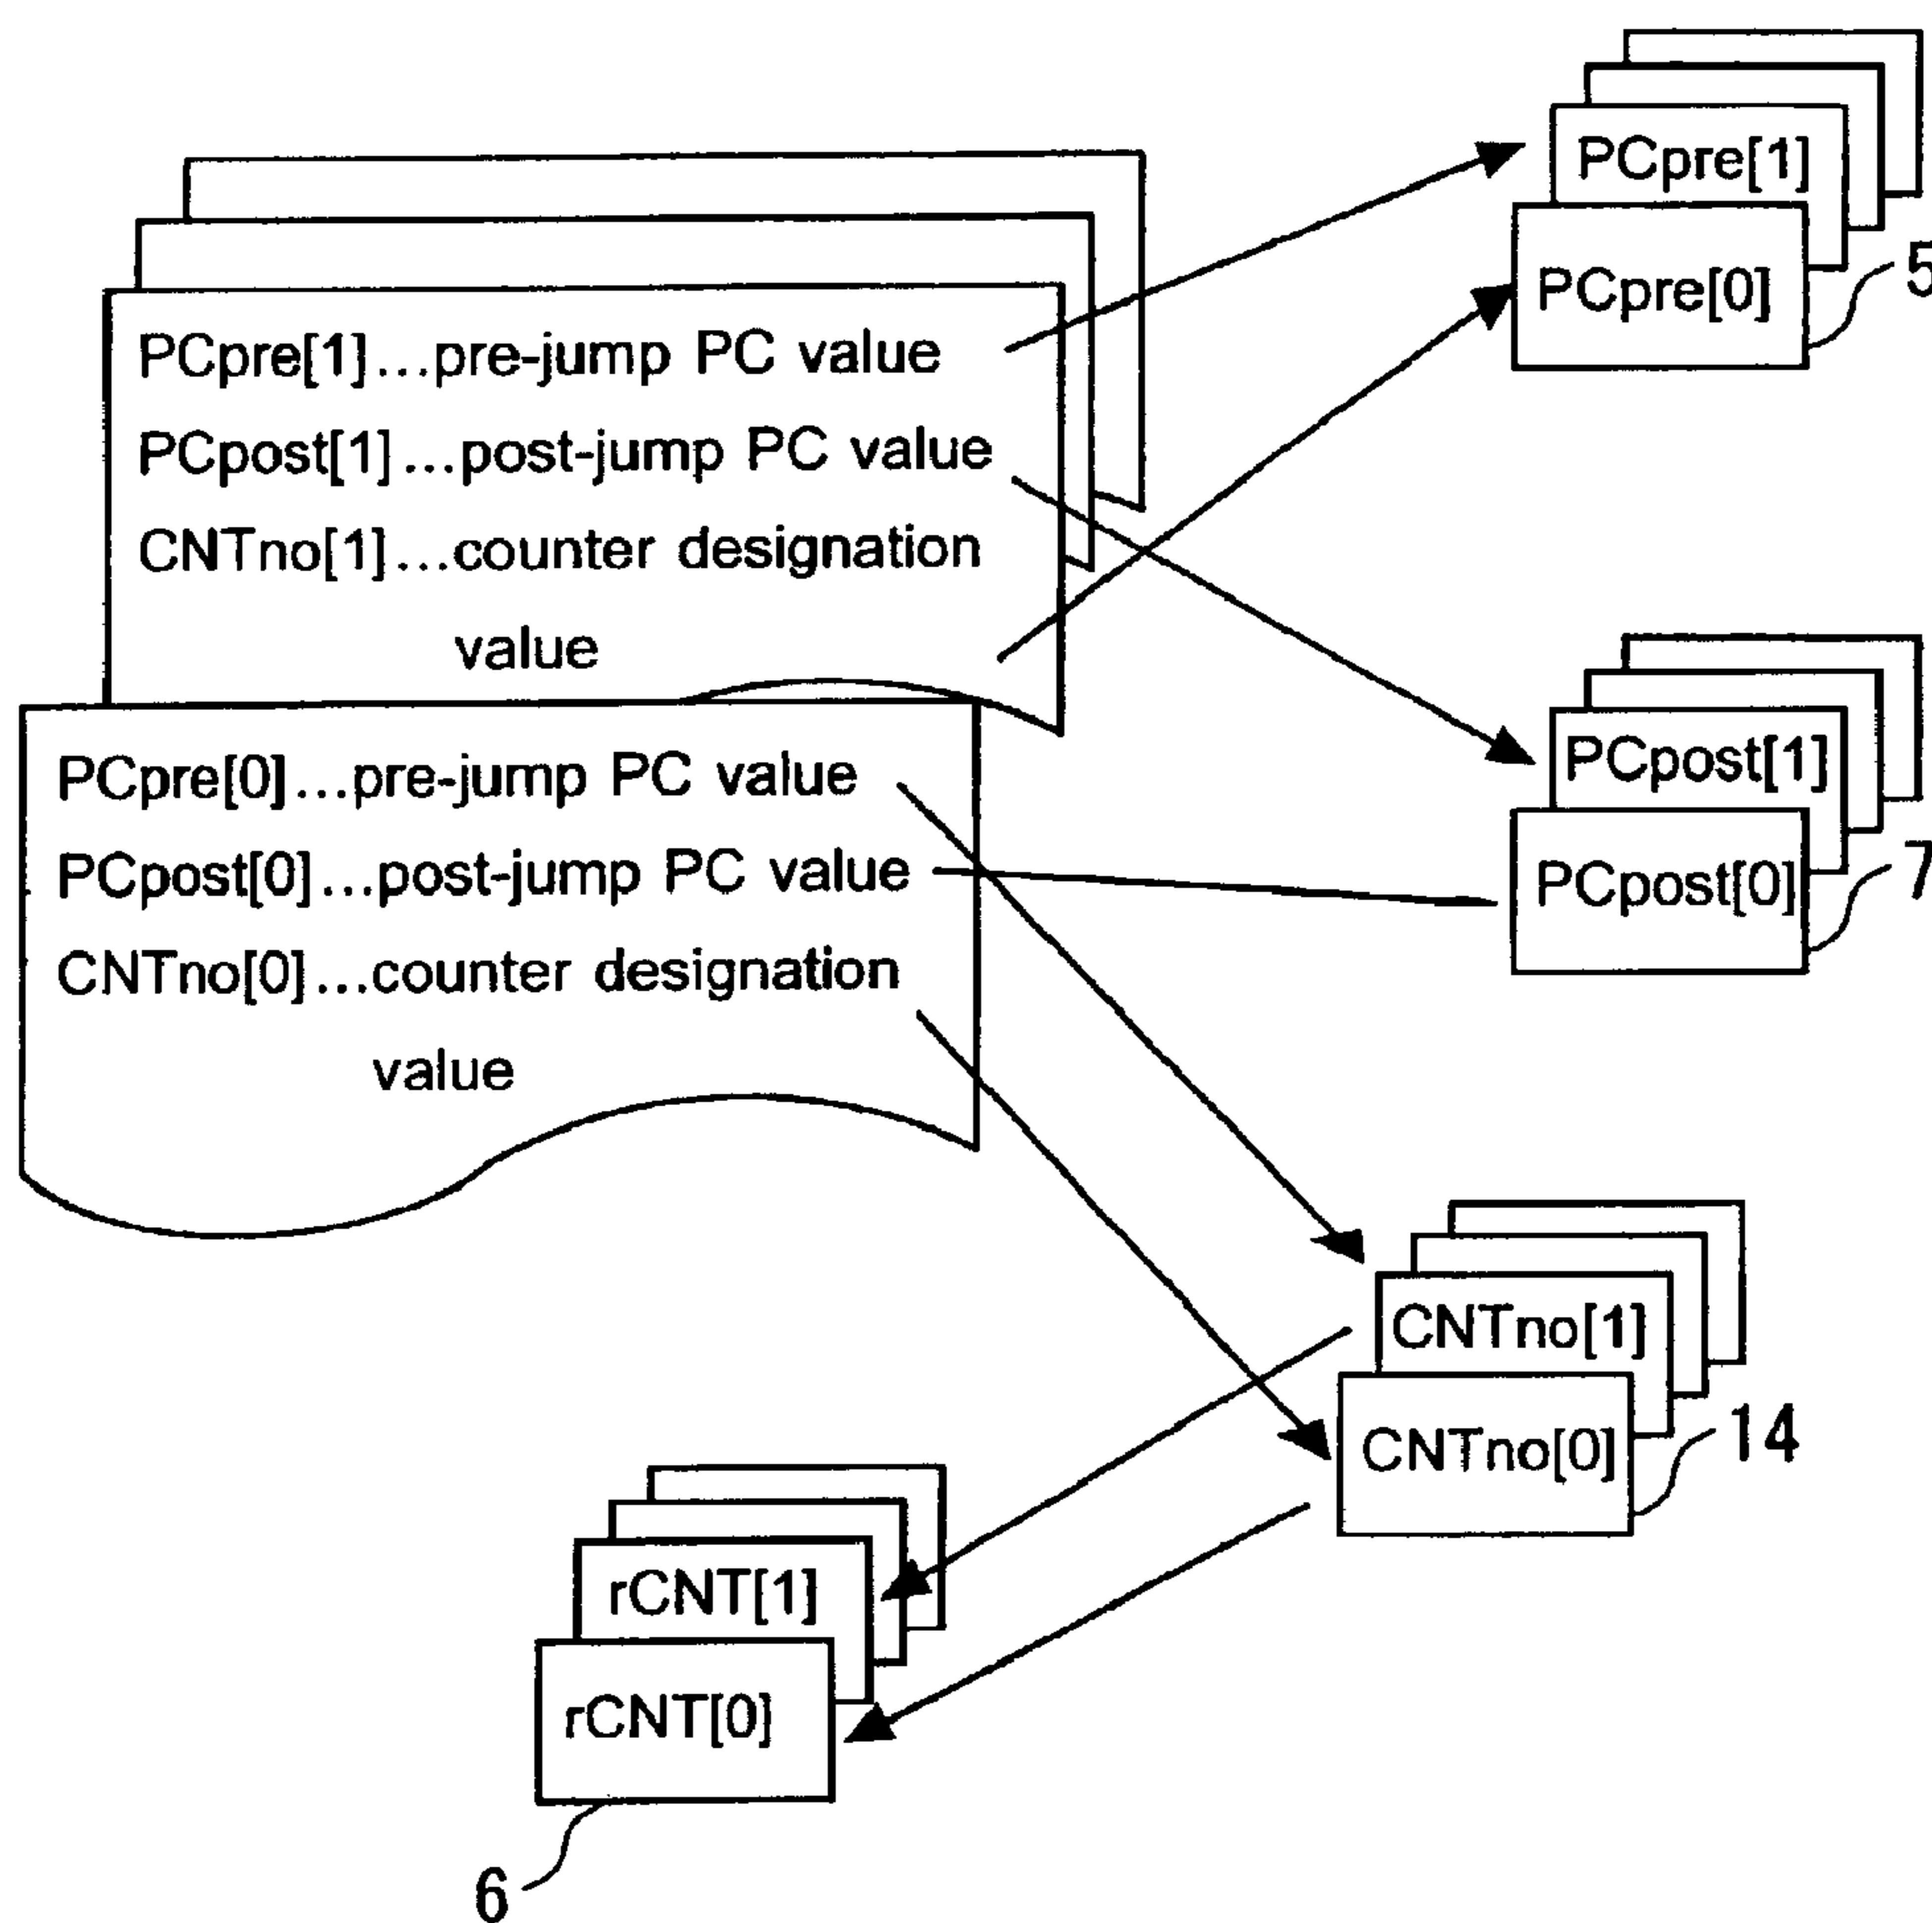 PCpre[1]...pre-jump PC value
PCpost[1]...post-jump PC value
CNTno[1]...counter designation
value
PCpre[0]...pre-jump PC value
PCpost[0]...post-jump PC value
CNTno[0]...counter designation
value
PCpre[1]
PCpre[0]
5
PCpost[1]
PCpost[0]
7
CNTno[1]
CNTno[0]
14
rCNT[1]
rCNT[0]
6